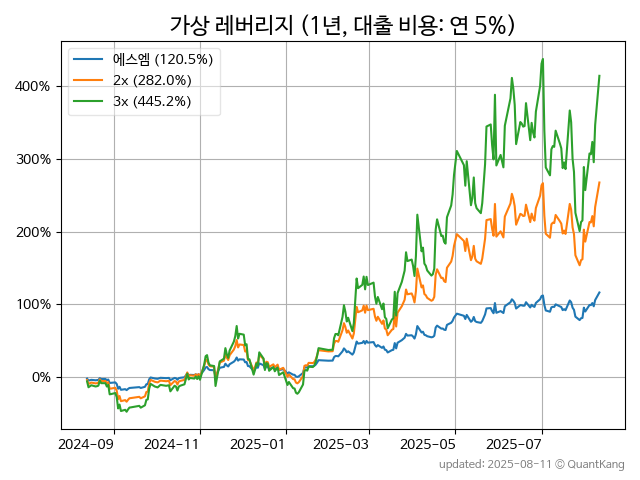 가상 레버리지 (1년, 대출 비용: 연 5%)
에스엠 (120.5%)
2x (282.0%)
3x (445.2%)
400%
300%
200%
100%
0%
2024-09 2024-11 2025-01 2025-03 2025-05 2025-07
updated: 2025-08-11 © QuantKang